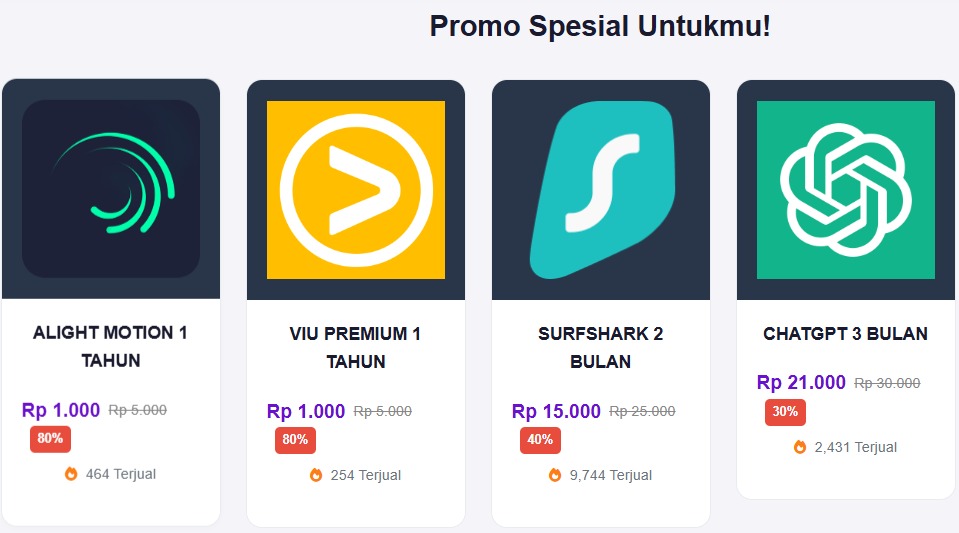 Promo Spesial Untukmu!
ALIGHT MOTION 1
TAHUN
Rp 1.000 Rp 5.000
80%
464 Terjual
VIU PREMIUM 1
TAHUN
Rp 1.000 Rp 5.000
80%
254 Terjual
SURFSHARK 2
BULAN
Rp 15.000 Rp 25.000
40%
9,744 Terjual
CHATGPT 3 BULAN
Rp 21.000 Rp 30.000
30%
2,431 Terjual